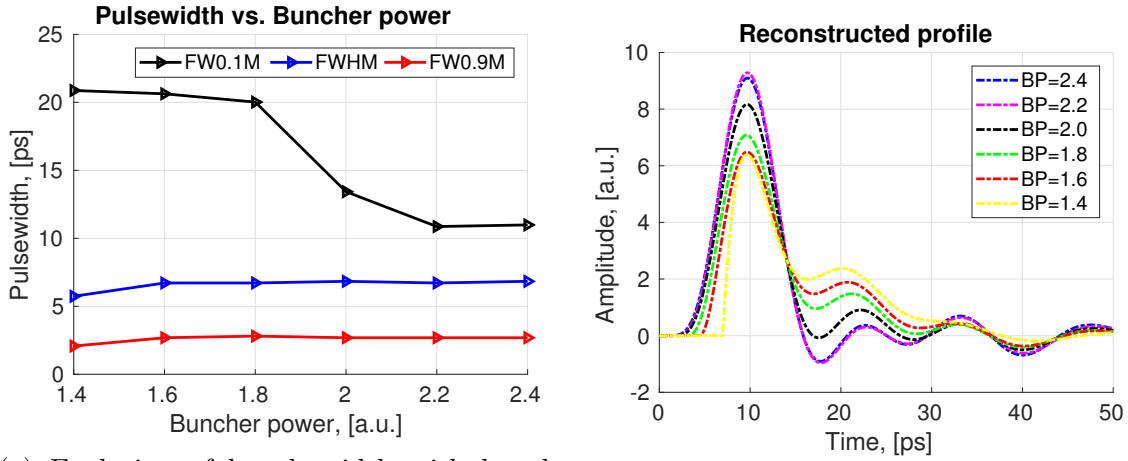 Pulsewidth vs. Buncher power
25
20
15
10
5
0
Pulsewidth, [ps]
FW0.1M FWHM FW0.9M
1.4 1.6 1.8 2 2.2 2.4
Buncher power, [a.u.]
Reconstructed profile
10
8
6
4
2
0
-2
Amplitude, [a.u.]
BP=2.4
BP=2.2
BP=2.0
BP=1.8
BP=1.6
BP=1.4
0 10 20 30 40 50
Time, [ps]